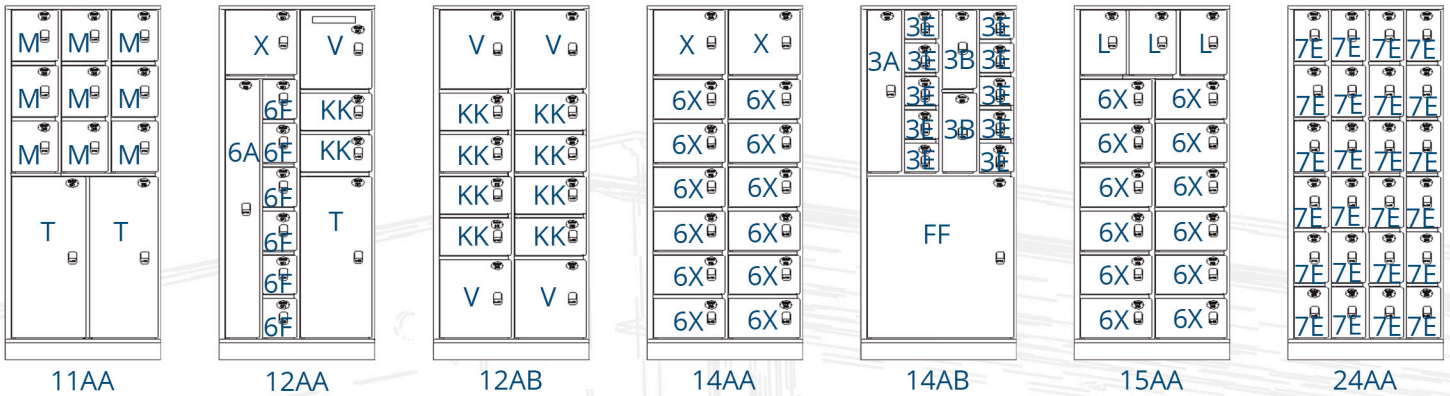 M M M
M M M
M M M
T T
11AA
X V
6F KK
6A 6F KK
6F
T
6F
6F
6F
12AA
V V
KK KK
KK KK
KK KK
KK KK
V V
12AB
X X
6X 6X
6X 6X
6X 6X
6X 6X
6X 6X
6X 6X
14AA
3E 3E
3A 3E 3B 3E
3E 3E
3E 3B 3E
3E 3E
FF
14AB
L L L
6X 6X
6X 6X
6X 6X
6X 6X
6X 6X
6X 6X
15AA
7E 7E 7E 7E
7E 7E 7E 7E
7E 7E 7E 7E
7E 7E 7E 7E
7E 7E 7E 7E
7E 7E 7E 7E
24AA